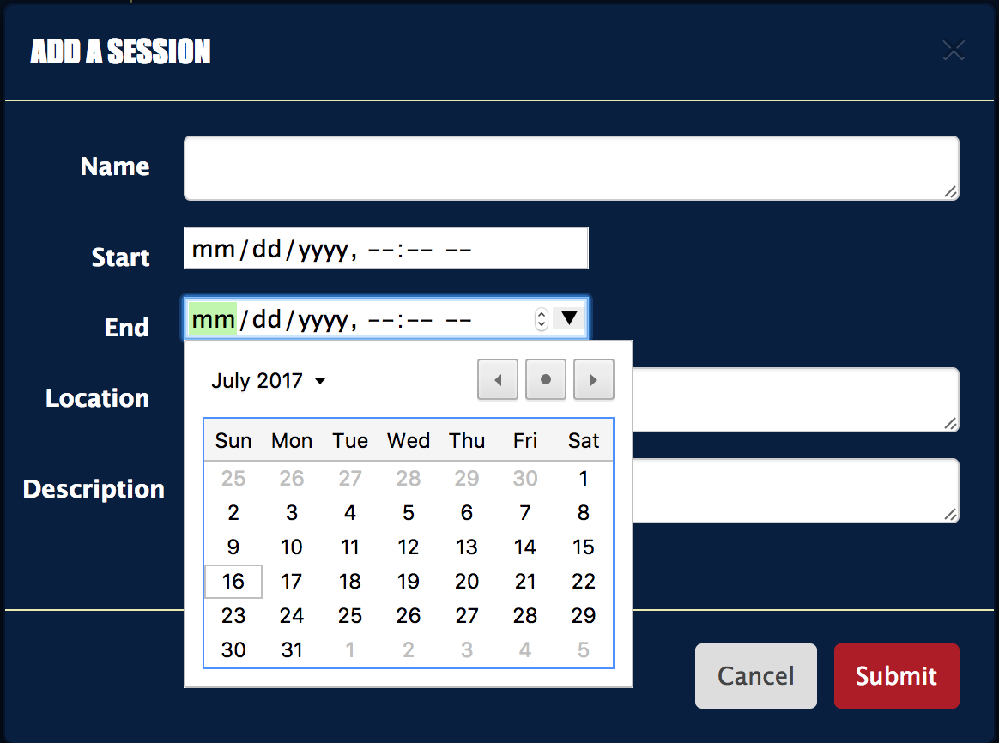 ADD A SESSION
Name
Start mm/dd/yyyy, --:-- --
End mm/dd/yyyy, --:-- --
July 2017
Location
Sun Mon Tue Wed Thu Fri Sat
25 26 27 28 29 30 1
Description
2 3 4 5 6 7 8
9 10 11 12 13 14 15
16 17 18 19 20 21 22
23 24 25 26 27 28 29
30 31 1 2 3 4 5
Cancel Submit